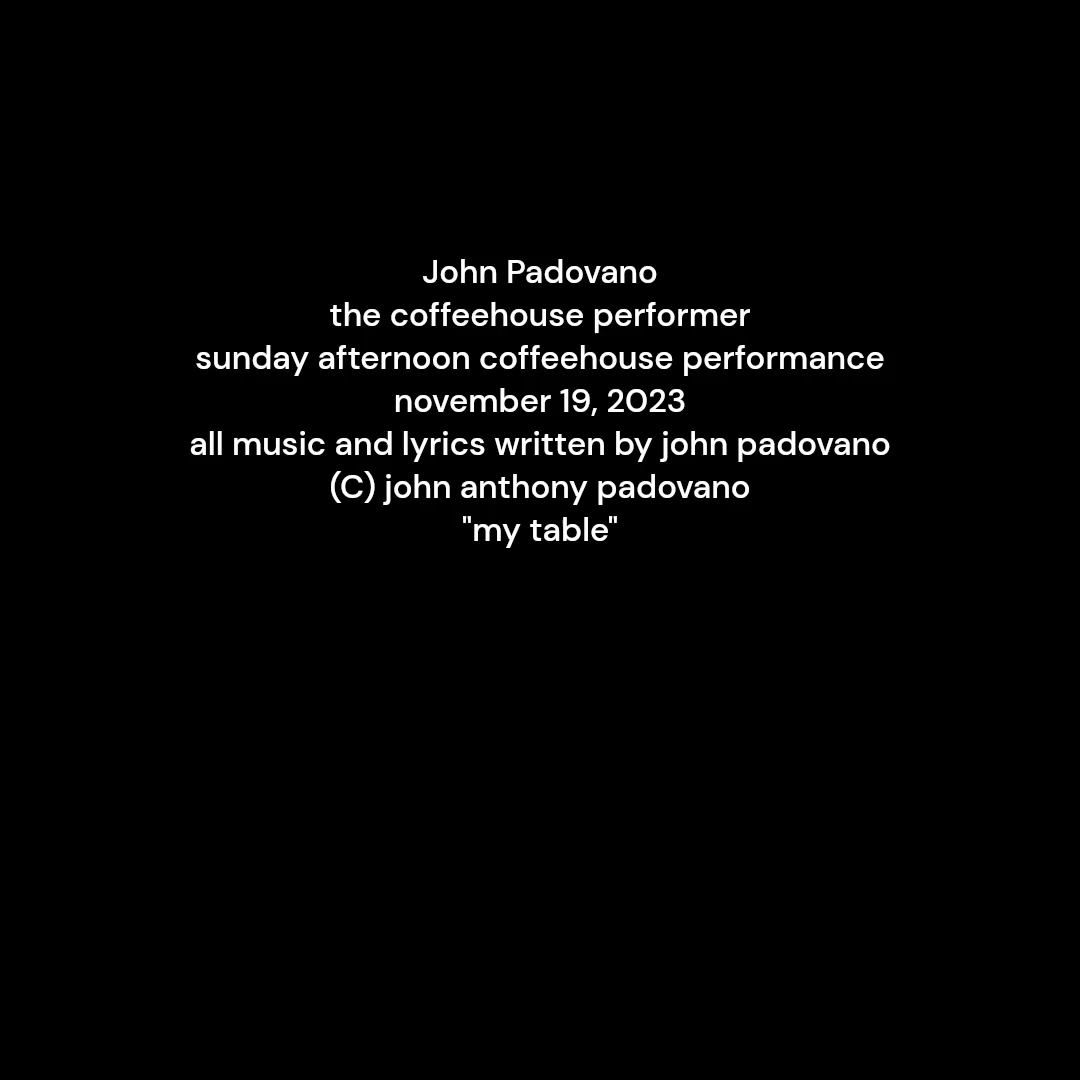 John Padovano
the coffeehouse performer
sunday afternoon coffeehouse performance
november 19, 2023
all music and lyrics written by john padovano
(C) john anthony padovano
"my table"